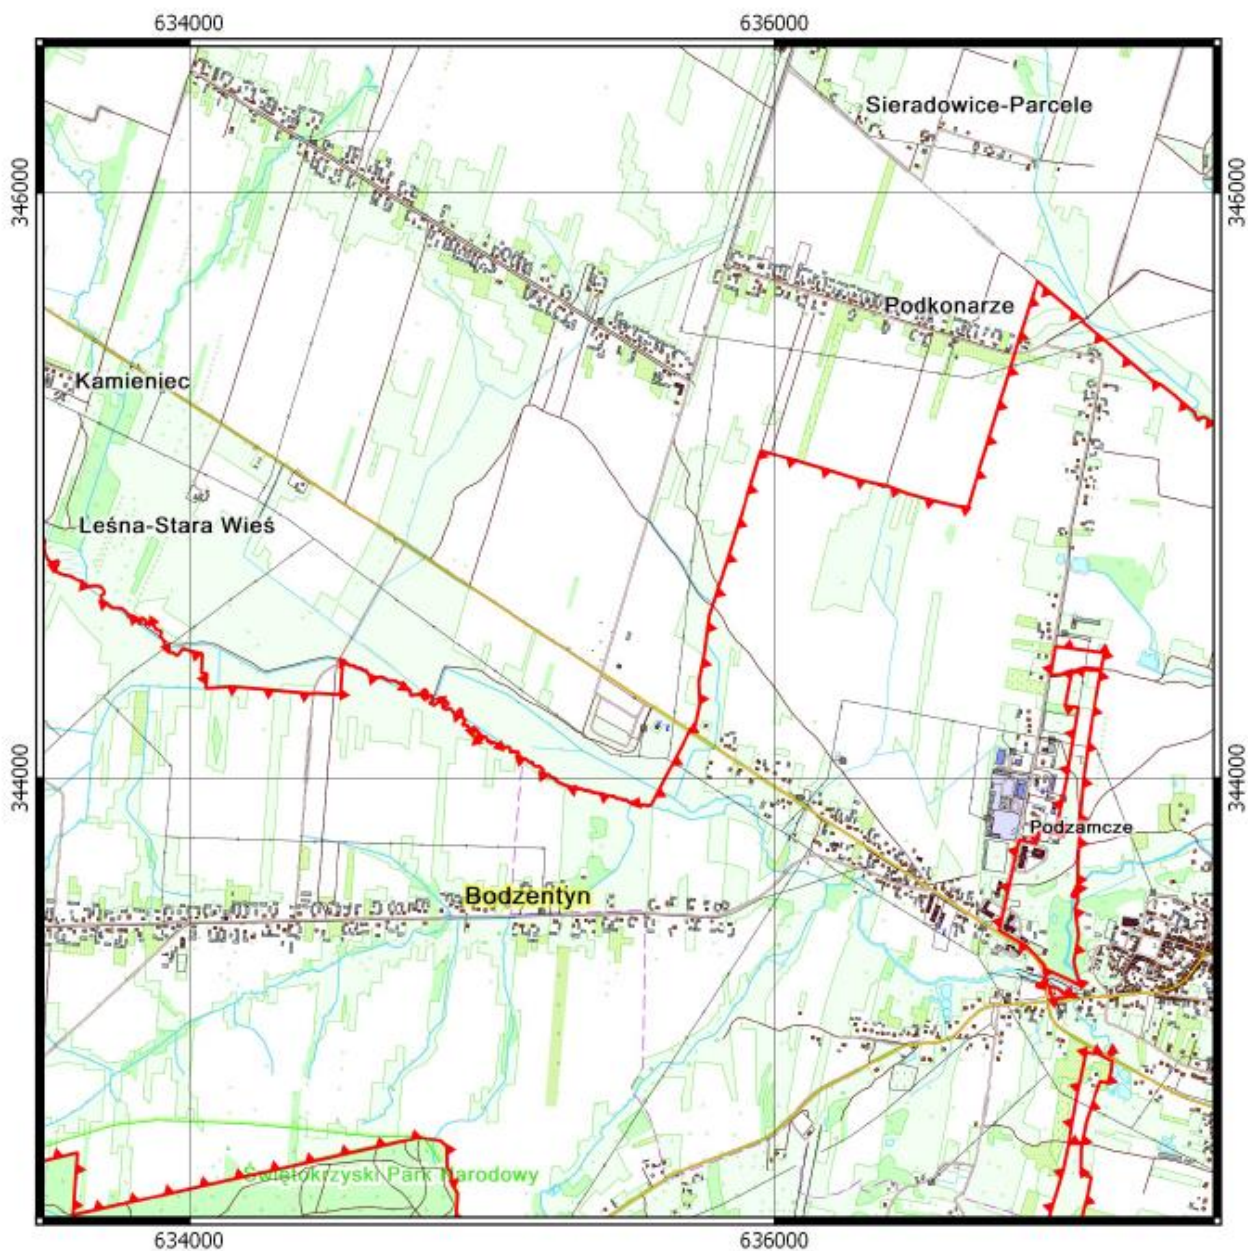 634000 636000
Sieradowice-Parcele
346000 346000
Podkonarze
Kamieniec
Leśna-Stara Wieś
344000 344000
Podzamcze
Bodzentyn
Świętokrzyski Park Narodowy
634000 636000